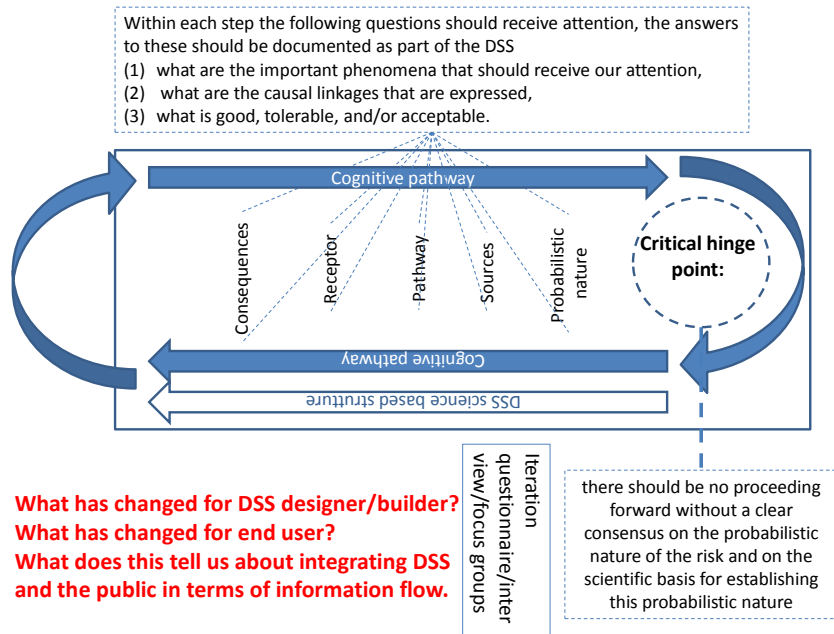 Within each step the following questions should receive attention, the answers
to these should be documented as part of the DSS
(1) what are the important phenomena that should receive our attention,
(2) what are the causal linkages that are expressed,
(3) what is good, tolerable, and/or acceptable.
Cognitive pathway
Consequences
Receptor
Pathway
Sources
Probabilistic
nature
Critical hinge
point:
Cognitive pathway
DSS science based strutture
What has changed for DSS designer/builder?
What has changed for end user?
What does this tell us about integrating DSS
and the public in terms of information flow.
Iteration
questionnaire/inter
view/focus groups
there should be no proceeding
forward without a clear
consensus on the probabilistic
nature of the risk and on the
scientific basis for establishing
this probabilistic nature